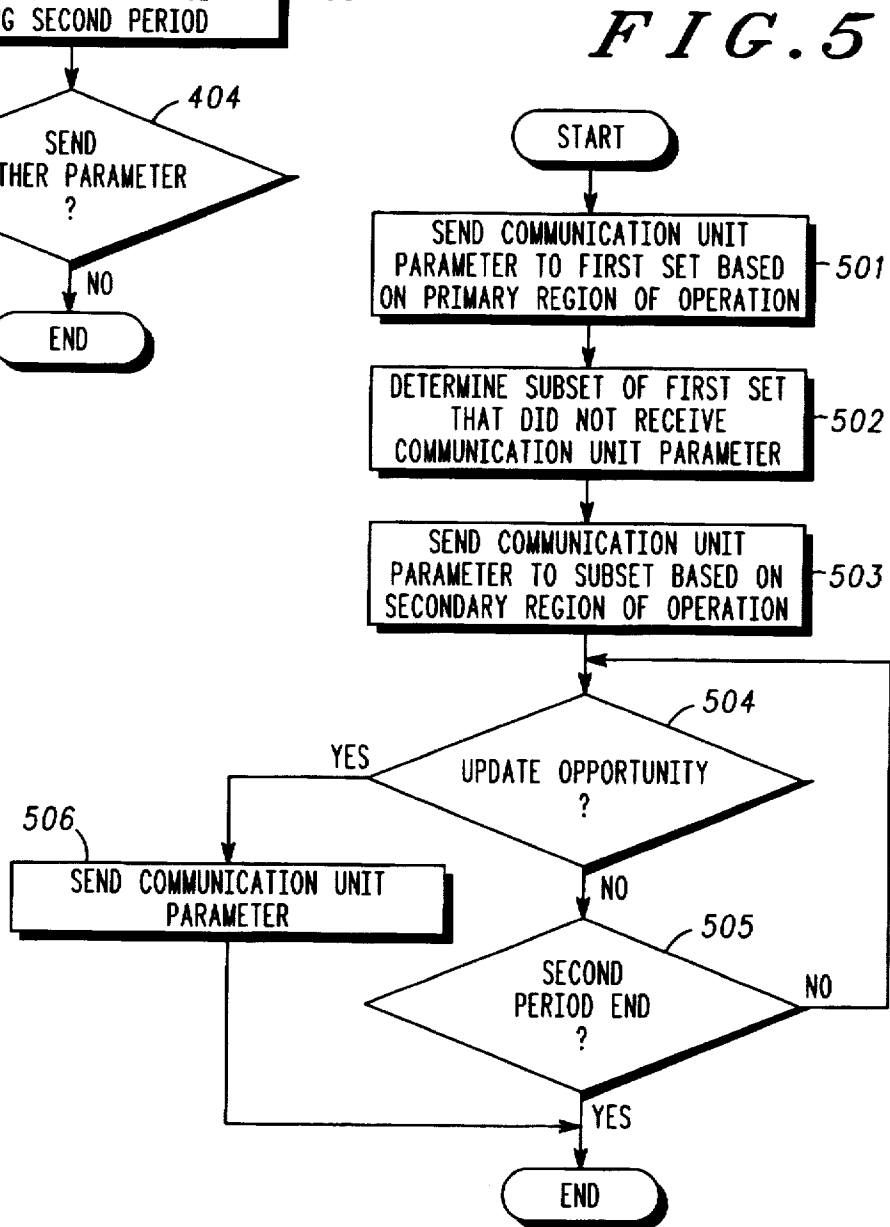 G SECOND PERIOD
404
SEND
THER PARAMETER
?
NO
END
FIG.5
START
SEND COMMUNICATION UNIT
PARAMETER TO FIRST SET BASED
ON PRIMARY REGION OF OPERATION
501
DETERMINE SUBSET OF FIRST SET
THAT DID NOT RECEIVE
COMMUNICATION UNIT PARAMETER
502
SEND COMMUNICATION UNIT
PARAMETER TO SUBSET BASED ON
SECONDARY REGION OF OPERATION
503
504
YES
UPDATE OPPORTUNITY
?
506
SEND COMMUNICATION UNIT
PARAMETER
NO
505
SECOND
PERIOD END
?
NO
YES
END